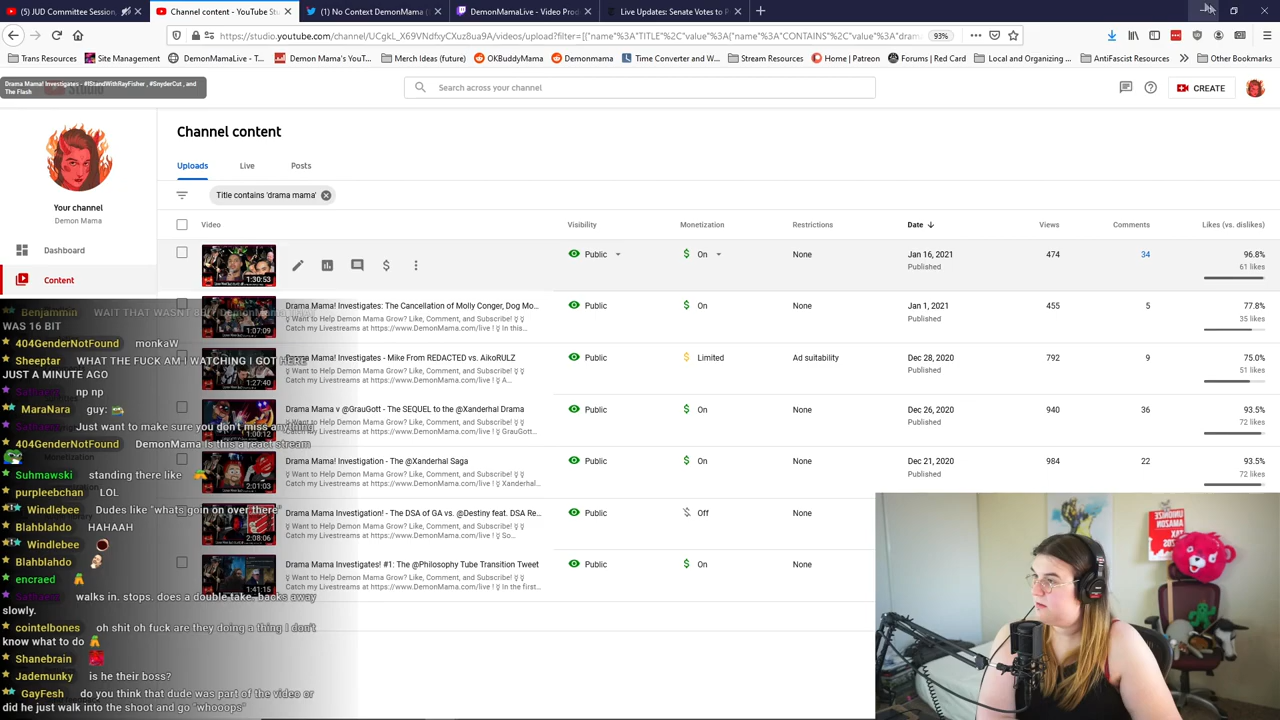 (5) JUD Committee Session,
Channel content - YouTube Stu
(1) No Context DemonMama (
DemonMamaLive - Video Prod
Live Updates: Senate Votes to P
https://studio.youtube.com/channel/UCgkL_X69VNdfxyCXuz8ua9A/videos/upload?filter=[{"name"%3A"TITLE"%2C"value"%3A{"name"%3A"CONTAINS"%2C"value"%3A"drama
93%
Trans Resources
Site Management
DemonMamaLive - T...
Demon Mama's YouT...
Merch Ideas (future)
OKBuddyMama
Demonmama
Time Converter and W...
Stream Resources
Home | Patreon
Forums | Red Card
Local and Organizing ...
AntiFascist Resources
Other Bookmarks
Drama Mama! Investigates - #IStandWithRayFisher , #SnyderCut , and
The Flash
Search across your channel
CREATE
Channel content
Uploads
Live
Posts
Title contains 'drama mama'
Your channel
Demon Mama
Dashboard
Content
Video
Visibility
Monetization
Restrictions
Date
Views
Comments
Likes (vs. dislikes)
1:30:53
Public
On
None
Jan 16, 2021
Published
474
34
96.8%
61 likes
1:07:09
Drama Mama! Investigates: The Cancellation of Molly Conger, Dog Mo...
☿ Want to Help Demon Mama Grow? Like, Comment, and Subscribe! ☿ ☿
Catch my Livestreams at https://www.DemonMama.com/live ! ☿ In this...
Public
On
None
Jan 1, 2021
Published
455
5
77.8%
35 likes
1:27:40
Drama Mama! Investigates - Mike From REDACTED vs. AikoRULZ
☿ Want to Help Demon Mama Grow? Like, Comment, and Subscribe! ☿ ☿
Catch my Livestreams at https://www.DemonMama.com/live ! ☿ A...
Public
Limited
Ad suitability
Dec 28, 2020
Published
792
9
75.0%
51 likes
1:00:12
Drama Mama v @GrauGott - The SEQUEL to the @Xanderhal Drama
☿ Want to Help Demon Mama Grow? Like, Comment, and Subscribe! ☿ ☿
Catch my Livestreams at https://www.DemonMama.com/live ! ☿ GrauGott...
Public
On
None
Dec 26, 2020
Published
940
36
93.5%
72 likes
2:01:03
Drama Mama! Investigation - The @Xanderhal Saga
☿ Want to Help Demon Mama Grow? Like, Comment, and Subscribe! ☿ ☿
Catch my Livestreams at https://www.DemonMama.com/live ! ☿ Xanderhal...
Public
On
None
Dec 21, 2020
Published
984
22
93.5%
72 likes
2:08:06
Drama Mama Investigation! - The DSA of GA vs. @Destiny feat. DSA Re...
☿ Want to Help Demon Mama Grow? Like, Comment, and Subscribe! ☿ ☿
Catch my Livestreams at https://www.DemonMama.com/live ! ☿ So...
Public
Off
None
1:41:15
Drama Mama Investigates! #1: The @Philosophy Tube Transition Tweet
☿ Want to Help Demon Mama Grow? Like, Comment, and Subscribe! ☿ ☿
Catch my Livestreams at https://www.DemonMama.com/live ! ☿ In the first...
Public
On
None
Benjammin WAIT THAT WASNT
WAS 16 BIT
404GenderNotFound monkaW
Sheeptar WHAT THE FUCK AM I WATCHING I GOT HERE
JUST A MINUTE AGO
np np
MaraNara guy:
Just want to make sure you don't miss anything
404GenderNotFound DemonMama Is this a react stream
Suhmawski standing there like
purpleebchan LOL
Windlebee Dudes like "whats goin on over there"
Blahblahdo HAHAAH
Windlebee
Blahblahdo
encraed
walks in. stops. does a double take. backs away
slowly.
cointelbones oh shit oh fuck are they doing a thing I don't
know what to do
Shanebrain
Jademunky is he their boss?
GayFesh do you think that dude was part of the video or
did he just walk into the shoot and go "whooops"